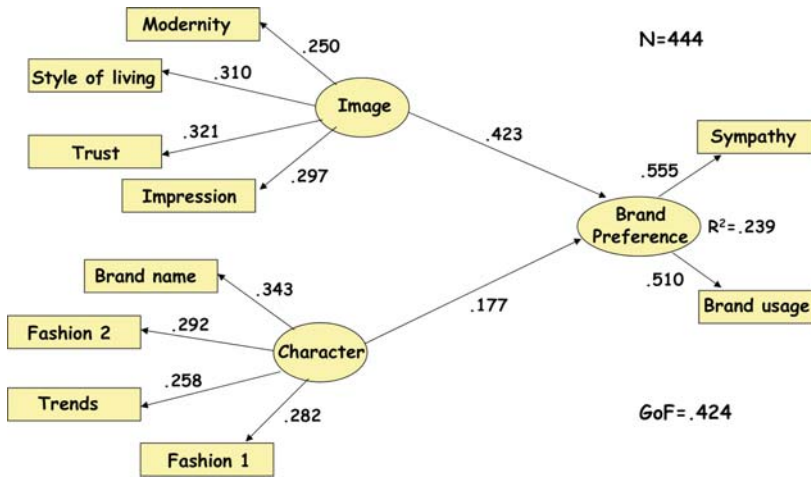 Modernity
N=444
.250
Style of living
.310
Image
Sympathy
.423
.321
Trust
.555
.297
Impression
Brand
Preference
R²=.239
Brand name
.343
.510
Brand usage
.177
Fashion 2
.292
Character
.258
Trends
.282
GoF=.424
Fashion 1